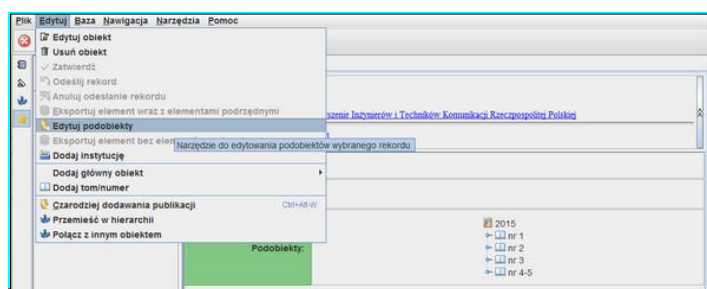 Plik Edytuj Baza Nawigacja Narzędzia Pomoc
Edytuj obiekt
Usuń obiekt
Zatwierdź
Odeślij rekord
Anuluj odesłanie rekordu
Eksportuj element wraz z elementami podrzędnymi
szenie Inżynierów i Techników Komunikacji Rzeczpospolitej Polskiej
Edytuj podobiekty
Eksportuj element bez elem
Narzędzie do edytowania podobiektów wybranego rekordu
Dodaj instytucję
Dodaj główny obiekt
Dodaj tom/numer
Czarodziej dodawania publikacji Ctrl+Alt-W
Przemieść w hierarchii
Połącz z innym obiektem
Podobiekty:
2015
nr 1
nr 2
nr 3
nr 4-5